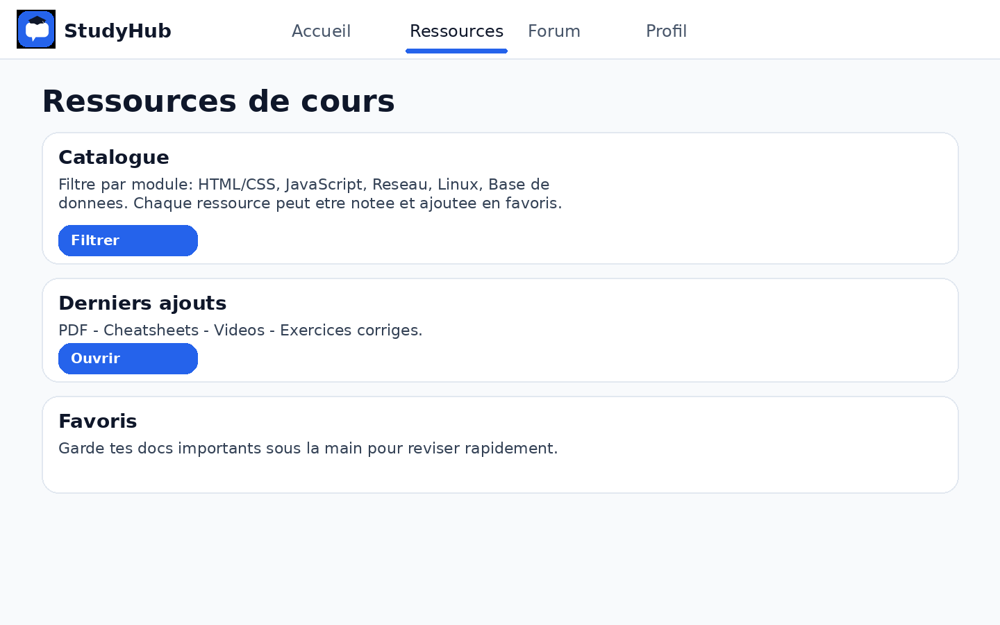 StudyHub
Accueil
Ressources
Forum
Profil
Ressources de cours
Catalogue
Filtre par module: HTML/CSS, JavaScript, Reseau, Linux, Base de
donnees. Chaque ressource peut etre notee et ajoutee en favoris.
Filtrer
Derniers ajouts
PDF - Cheatsheets - Videos - Exercices corriges.
Ouvrir
Favoris
Garde tes docs importants sous la main pour reviser rapidement.